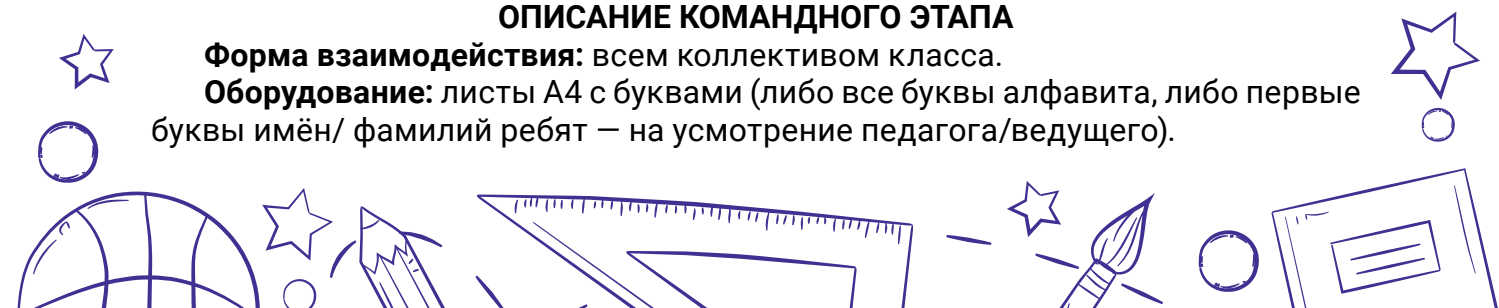 ОПИСАНИЕ КОМАНДНОГО ЭТАПА
Форма взаимодействия: всем коллективом класса.
Оборудование: листы А4 с буквами (либо все буквы алфавита, либо первые
буквы имён/ фамилий ребят — на усмотрение педагога/ведущего).